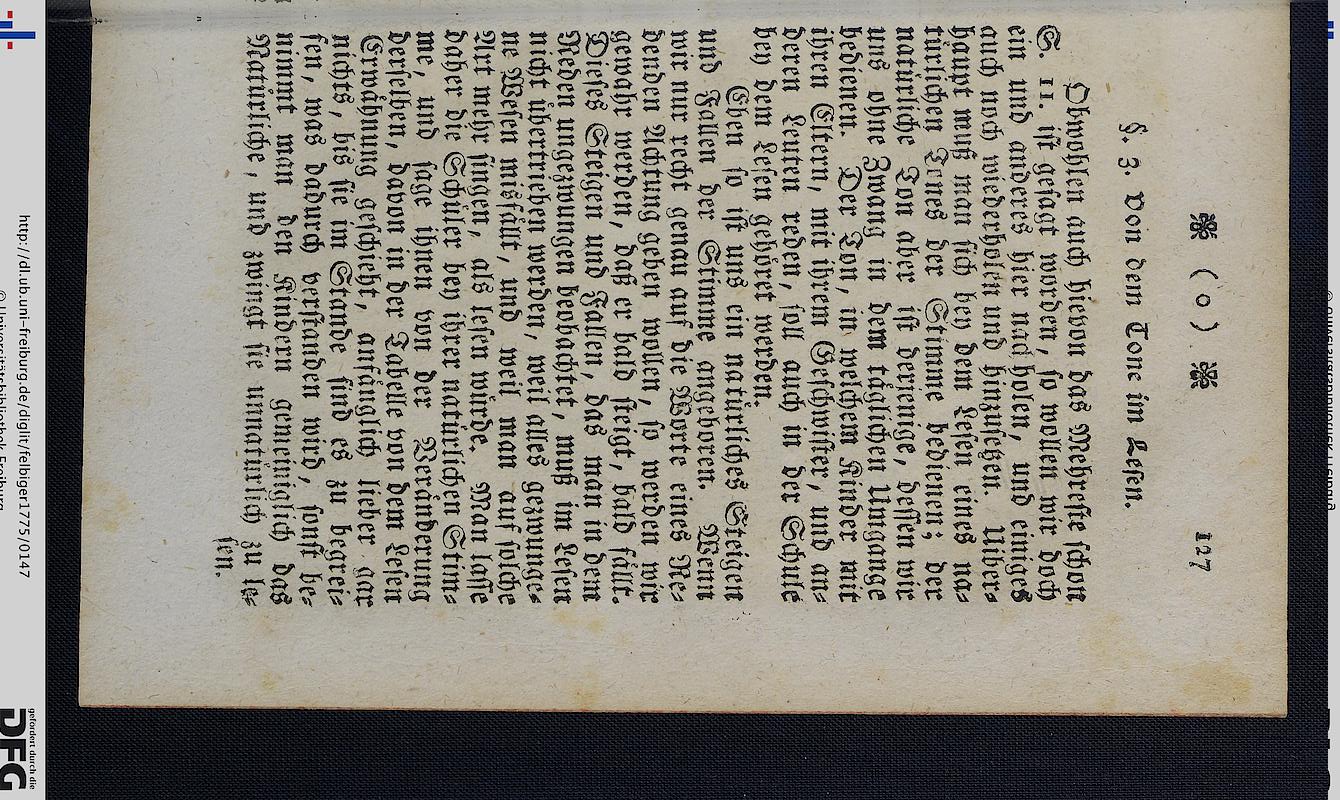 ❀ ( o ) ❀ 127
§. 3. Von dem Tone im Lesen.
Obwohlen auch hievon das Mehreste schon
S. 11. ist gesagt worden, so wollen wir doch
ein und anderes hier nachholen, und einiges
auch noch wiederholen und hinzusetzen. Uiber-
haupt muß man sich bey dem Lesen eines na-
türlichen Tones der Stimme bedienen; der
natürliche Ton aber ist derjenige, dessen wir
uns ohne Zwang in dem täglichen Umgange
bedienen. Der Ton, in welchem Kinder mit
ihren Eltern, mit ihrem Geschwister, und an-
deren Leuten reden, soll auch in der Schule
bey dem Lesen gehöret werden.
Eben so ist uns ein natürliches Steigen
und Fallen der Stimme angeboren. Wenn
wir nur recht genau auf die Worte eines Re-
denden Achtung geben wollen, so werden wir
gewahr werden, daß er bald steigt, bald fällt.
Dieses Steigen und Fallen, das man in dem
Reden ungezwungen beobachtet, muß im Lesen
nicht übertrieben werden, weil alles gezwunge-
ne Wesen misfällt, und weil man auf solche
Art mehr singen, als lesen würde. Man lasse
daher die Schüler bey ihrer natürlichen Stim-
me, und sage ihnen von der Veränderung
derselben, davon in der Tabelle von dem Lesen
Erwähnung geschieht, anfänglich lieber gar
nichts, bis sie im Stande sind es zu begrei-
fen, was dadurch verstanden wird, sonst be-
nimmt man den Kindern gemeiniglich das
Natürliche, und zwingt sie unnatürlich zu le-
sen.
http://dl.ub.uni-freiburg.de/diglit/felbiger1775/0147
© Universitätsbibliothek Freiburg
gefördert durch die
DFG